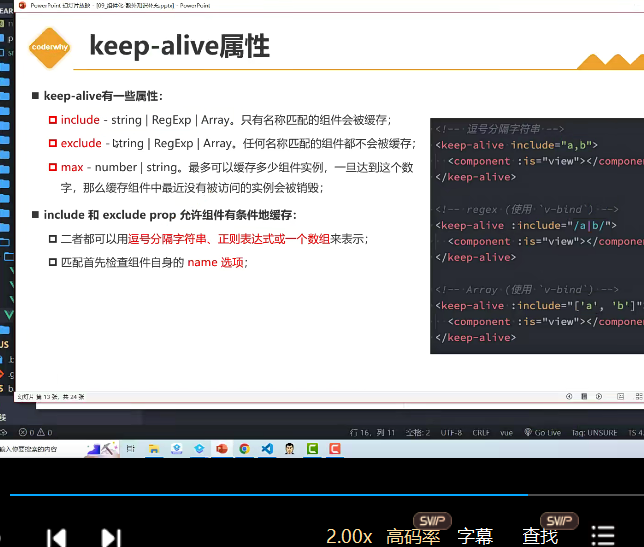 PowerPoint 幻灯片放映 - [09_组件化-额外知识补充.pptx] - PowerPoint
coderwhy
keep-alive属性
keep-alive有一些属性：
include - string | RegExp | Array。只有名称匹配的组件会被缓存；
exclude - string | RegExp | Array。任何名称匹配的组件都不会被缓存；
max - number | string。最多可以缓存多少组件实例，一旦达到这个数
字，那么缓存组件中最近没有被访问的实例会被销毁；
include 和 exclude prop 允许组件有条件地缓存：
二者都可以用逗号分隔字符串、正则表达式或一个数组来表示；
匹配首先检查组件自身的 name 选项；
<!-- 逗号分隔字符串 -->
<keep-alive include="a,b">
<component :is="view"></compone
</keep-alive>
<!-- regex (使用 `v-bind`) -->
<keep-alive :include="/a|b/">
<component :is="view"></compone
</keep-alive>
<!-- Array (使用 `v-bind`) -->
<keep-alive :include="['a', 'b']"
<component :is="view"></compone
</keep-alive>
幻灯片 第 13 张，共 24 张
0 0
行 16，列 11 空格: 2 UTF-8 CRLF vue Go Live Tag: UNSURE TS 4.
输入你要搜索的内容
SVIP SVIP
2.00x 高码率 字幕 查找